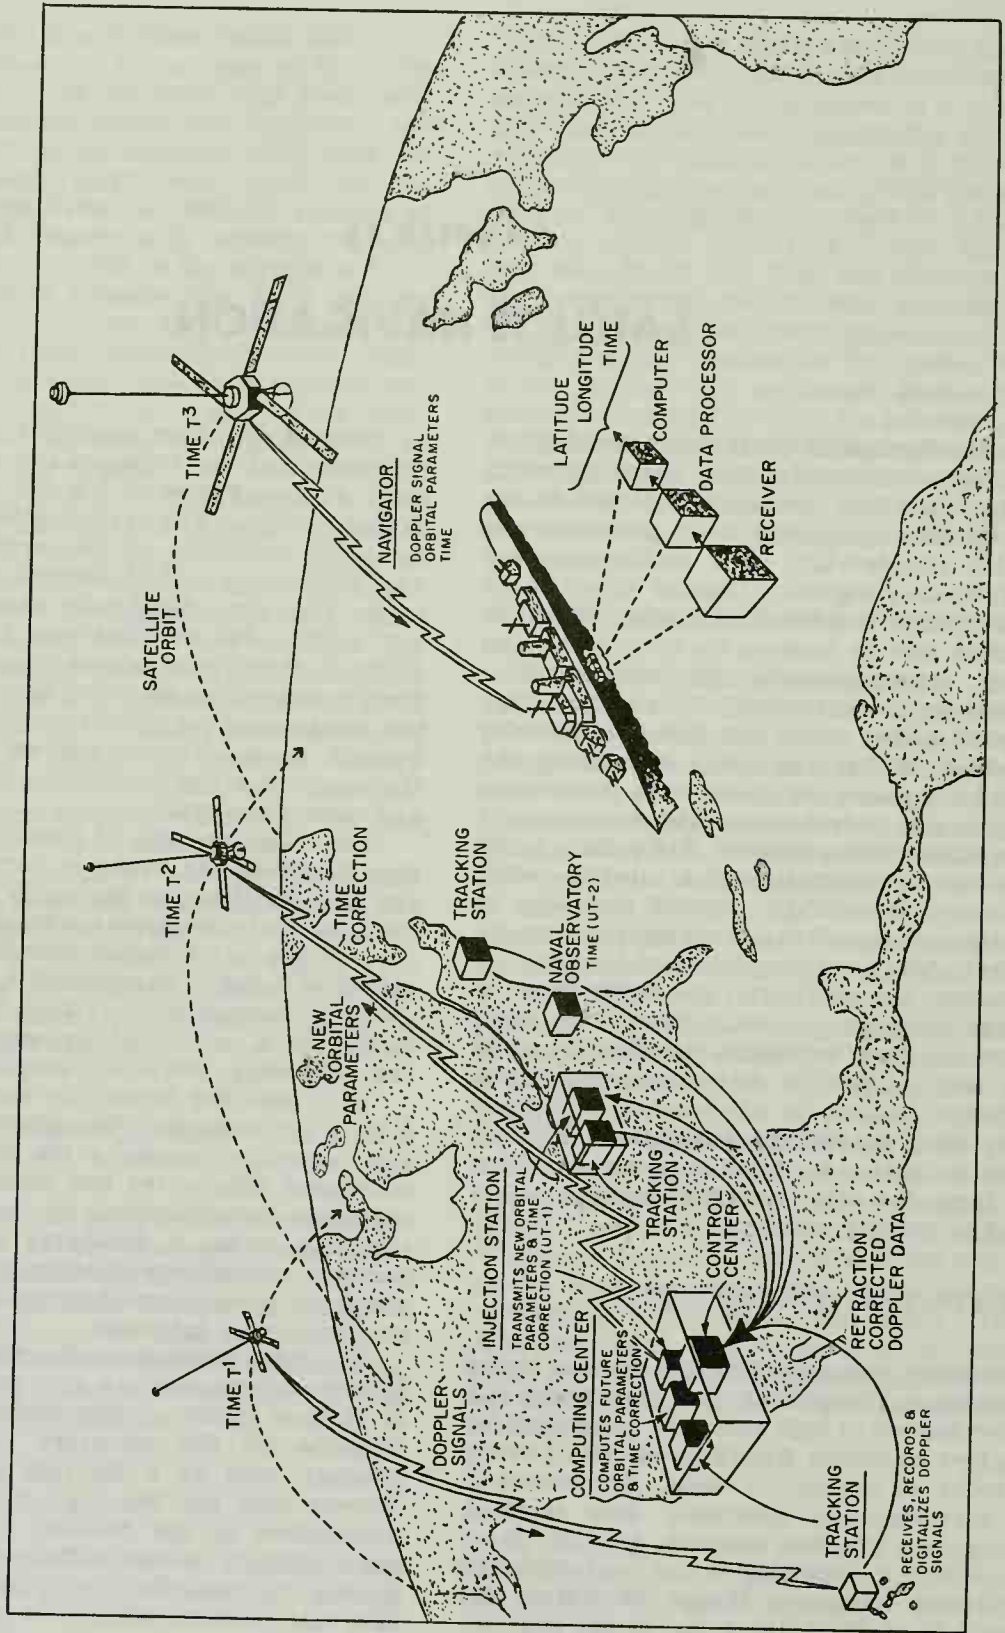 TIME T¹
TIME T²
SATELLITE
ORBIT
TIME T³
DOPPLER
SIGNALS
NEW
ORBITAL
PARAMETERS
TIME
CORRECTION
NAVIGATOR
DOPPLER SIGNAL
ORBITAL PARAMETERS
TIME
INJECTION STATION
TRANSMITS NEW ORBITAL
PARAMETERS & TIME
CORRECTION (UT-1)
TRACKING
STATION
NAVAL
OBSERVATORY
TIME (UT-2)
COMPUTING CENTER
COMPUTES FUTURE
ORBITAL PARAMETERS
& TIME CORRECTION
TRACKING
STATION
CONTROL
CENTER
LATITUDE
LONGITUDE
TIME
COMPUTER
DATA PROCESSOR
RECEIVER
TRACKING
STATION
RECEIVES, RECOROS &
DIGITALIZES DOPPLER
SIGNALS
REFRACTION
CORRECTED
DOPPLER DATA